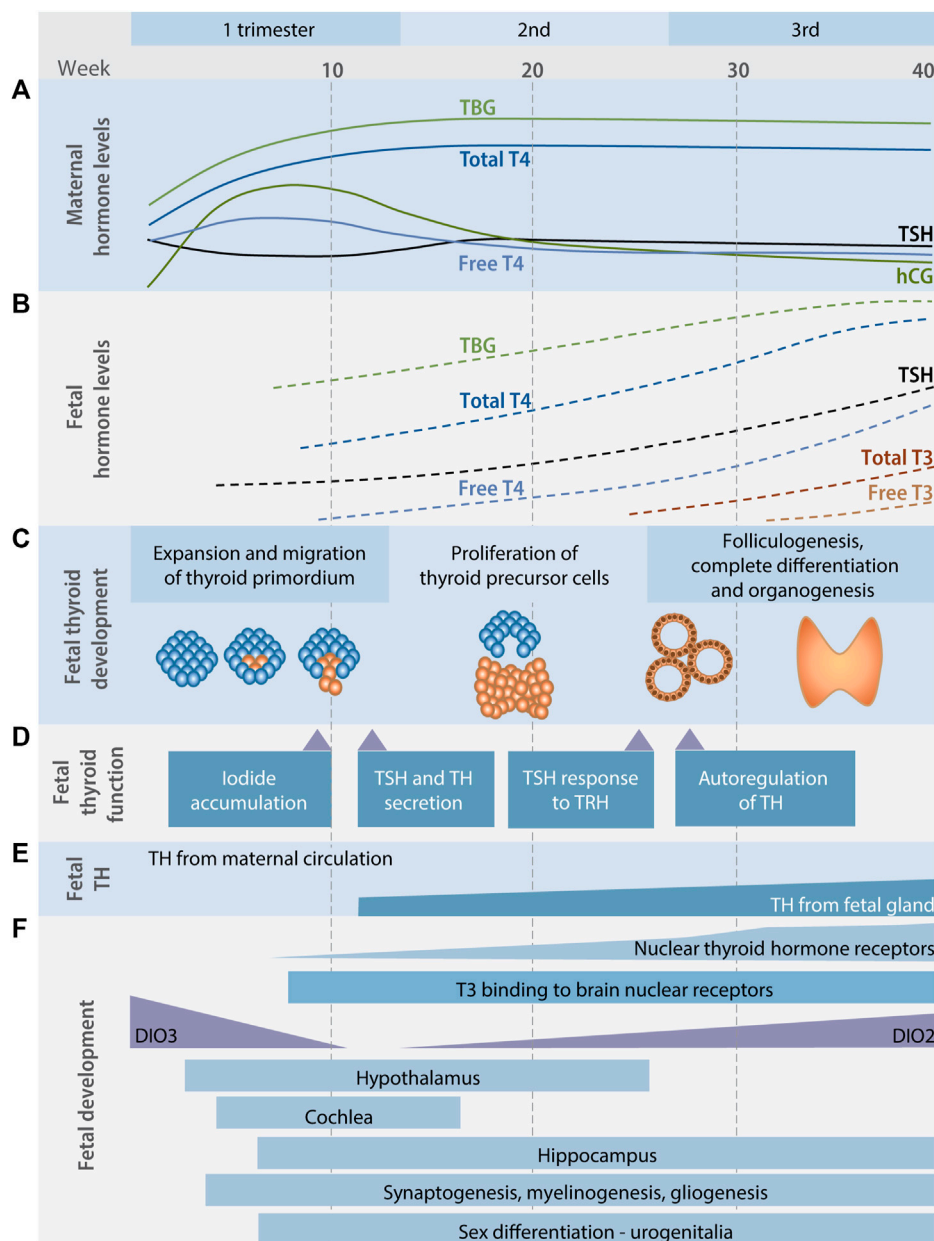 1 trimester 2nd 3rd
Week 10 20 30 40
A
Maternal
hormone levels
TBG
Total T4
TSH
Free T4
hCG
B
Fetal
hormone levels
TBG
TSH
Total T4
Total T3
Free T4
Free T3
C
Fetal thyroid
development
Expansion and migration
of thyroid primordium
Proliferation of
thyroid precursor cells
Folliculogenesis,
complete differentiation
and organogenesis
D
Fetal
thyroid
function
Iodide
accumulation
TSH and TH
secretion
TSH response
to TRH
Autoregulation
of TH
E
Fetal
TH
TH from maternal circulation
TH from fetal gland
F
Fetal development
Nuclear thyroid hormone receptors
T3 binding to brain nuclear receptors
DIO3 DIO2
Hypothalamus
Cochlea
Hippocampus
Synaptogenesis, myelinogenesis, gliogenesis
Sex differentiation - urogenitalia